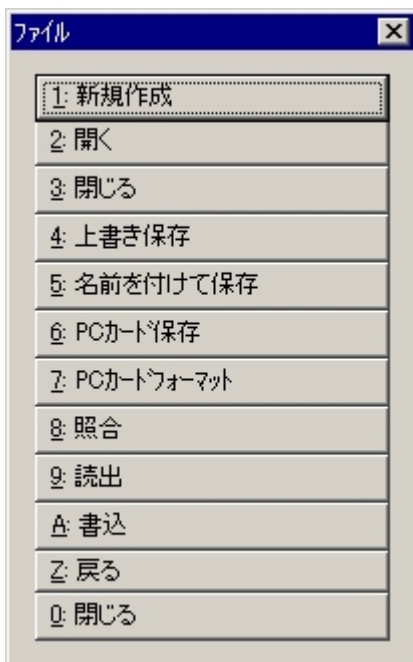 ファイル
1: 新規作成
2: 開く
3: 閉じる
4: 上書き保存
5: 名前を付けて保存
6: PCカード保存
7: PCカードフォーマット
8: 照合
9: 読出
A: 書込
Z: 戻る
0: 閉じる